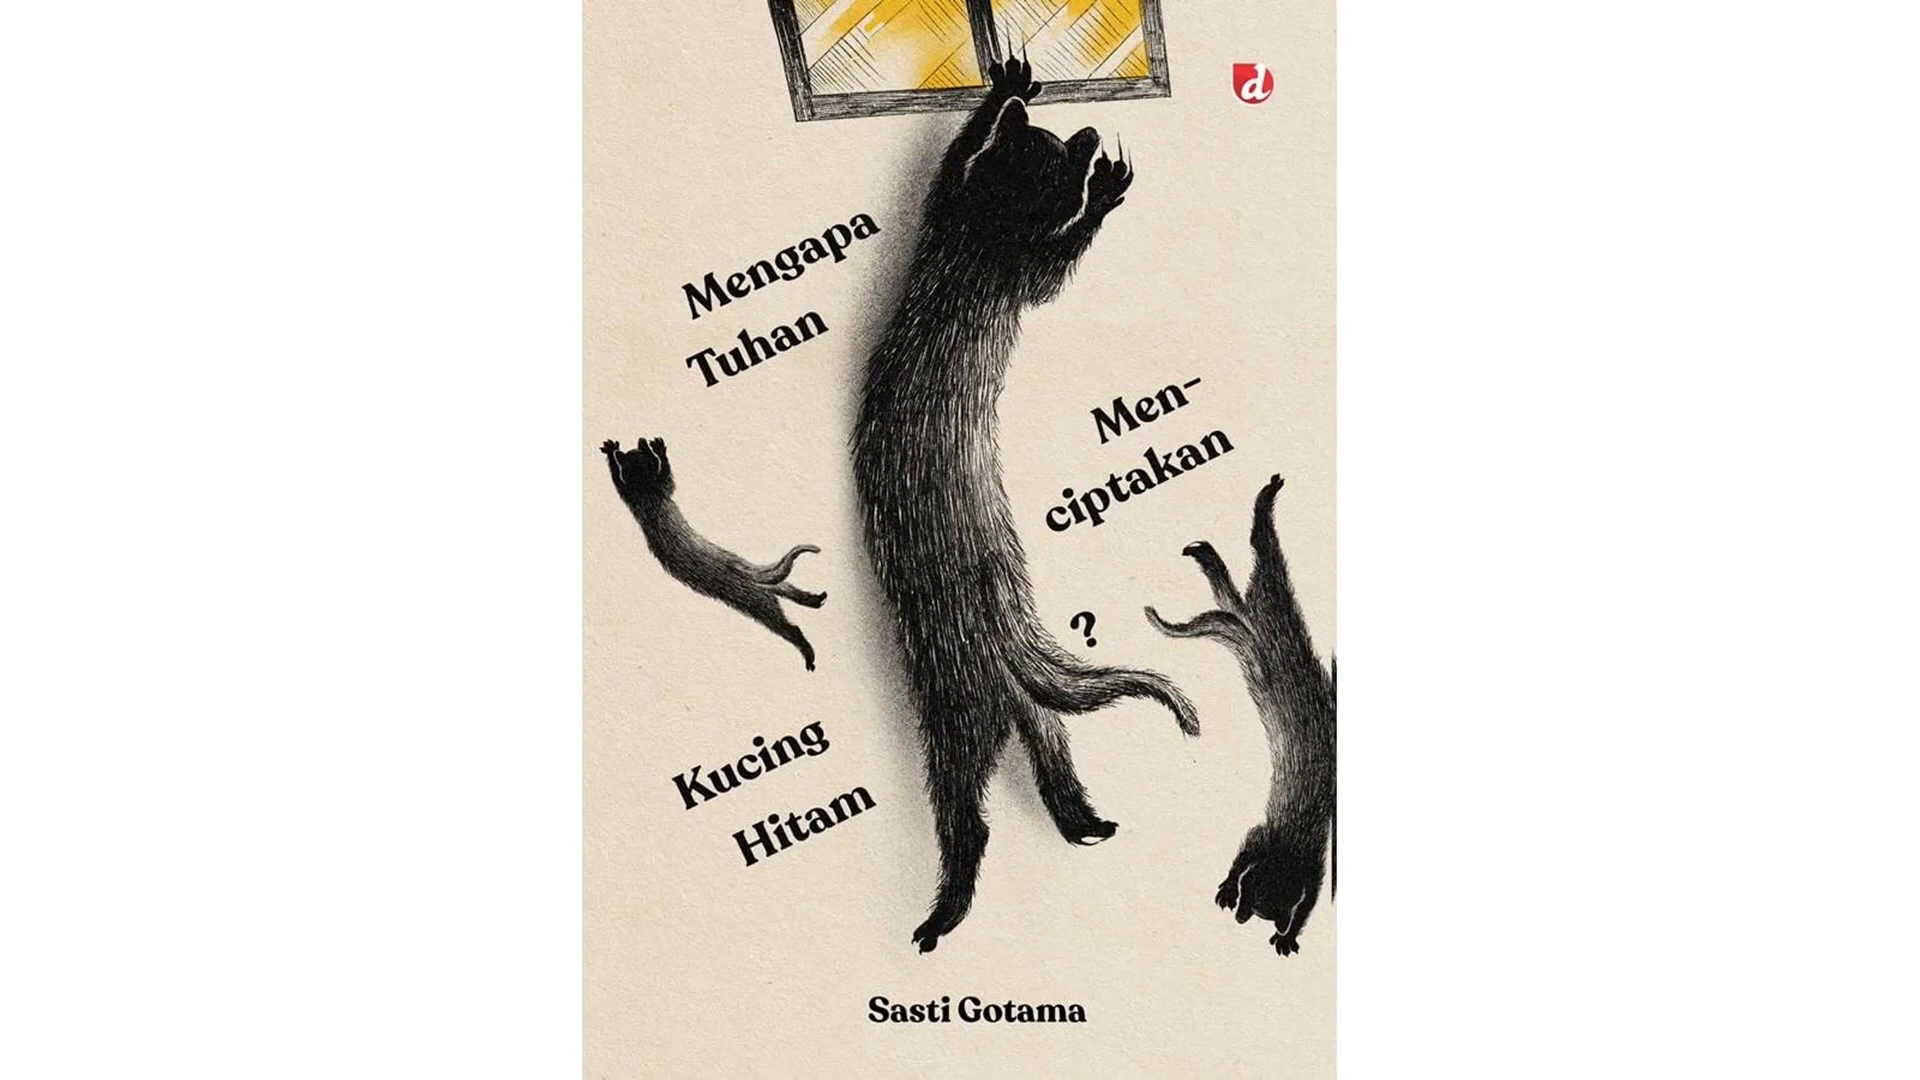 d
Mengapa
Tuhan
Men-
ciptakan
?
Kucing
Hitam
Sasti Gotama